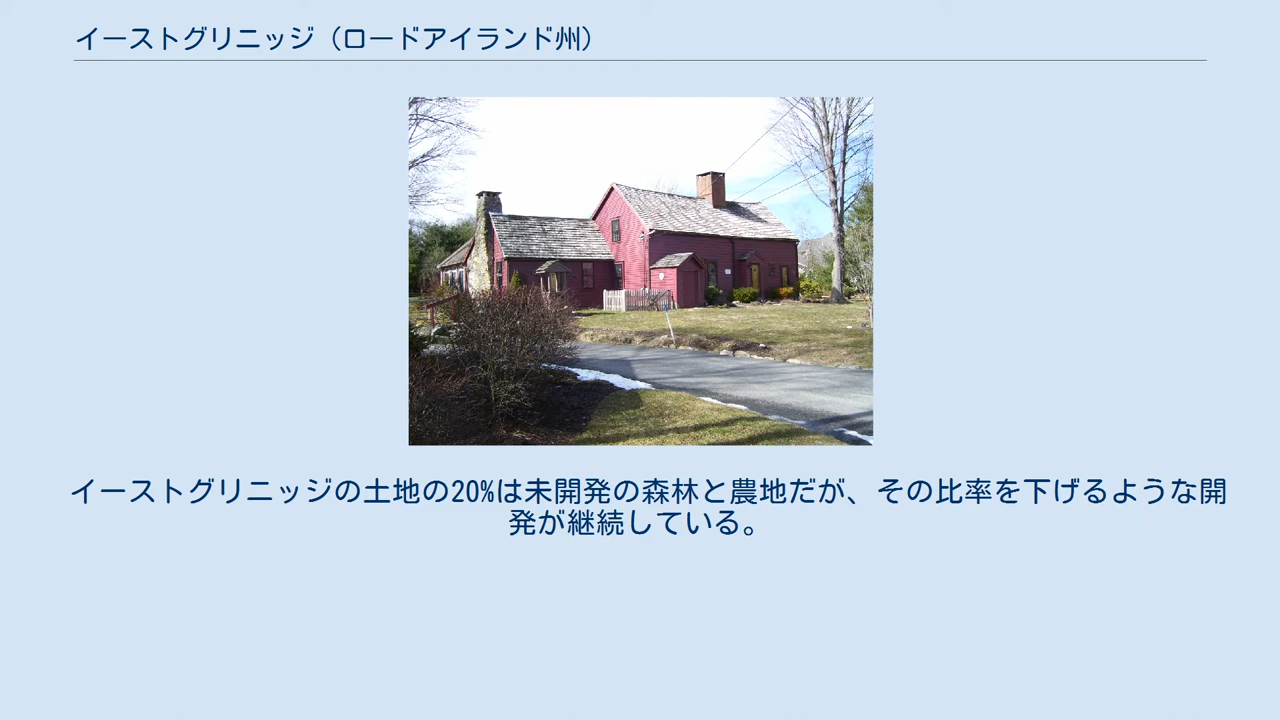 イーストグリニッジ（ロードアイランド州）
イーストグリニッジの土地の20%は未開発の森林と農地だが、その比率を下げるような開
発が継続している。